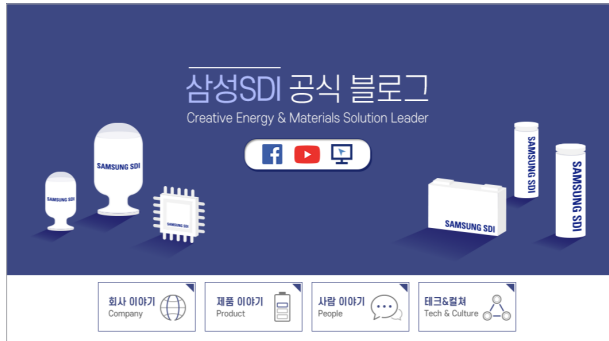 삼성SDI 공식 블로그
Creative Energy & Materials Solution Leader
SAMSUNG SDI
SAMSUNG SDI
SAMSUNG SDI
SAMSUNG SDI
SAMSUNG SDI
SAMSUNG SDI
회사 이야기
Company
제품 이야기
Product
사람 이야기
People
테크&컬쳐
Tech & Culture